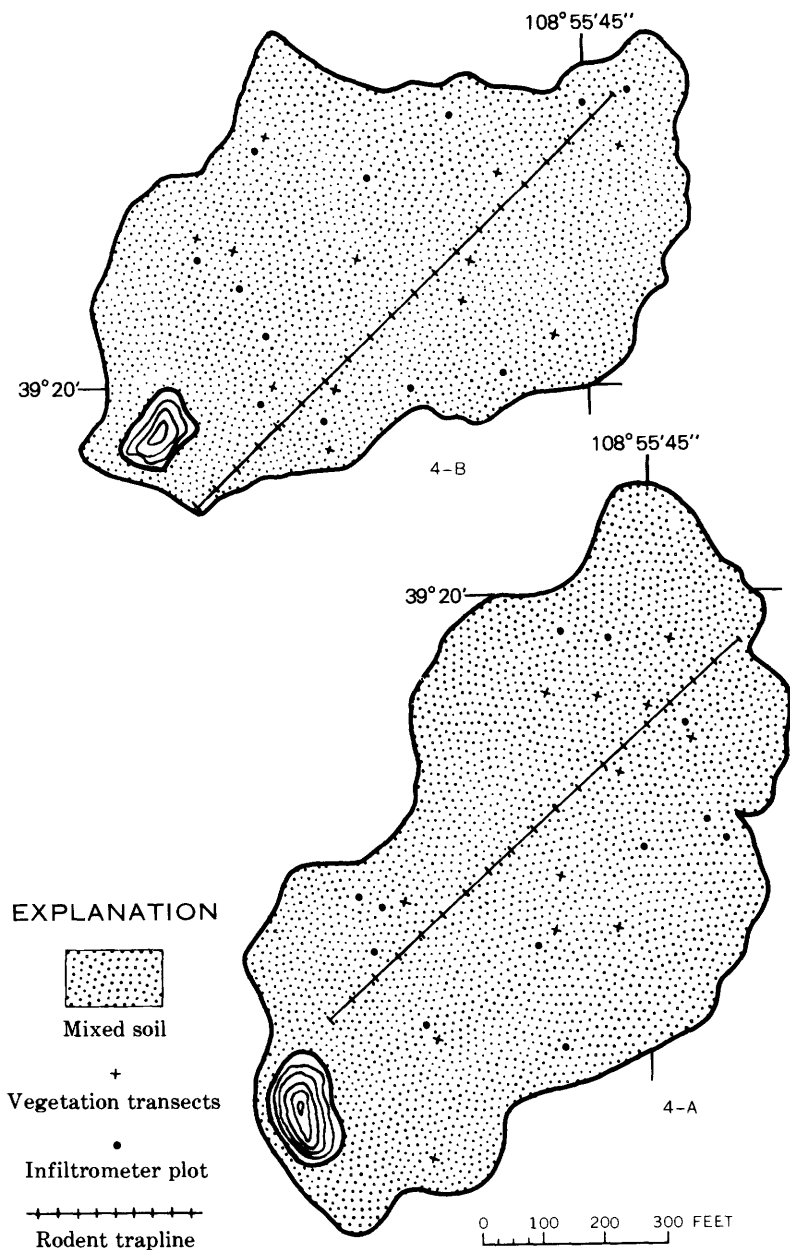 108° 55'45"
39° 20'
4-B
108° 55'45"
39° 20'
4-A
EXPLANATION
Mixed soil
Vegetation transects
Infiltrometer plot
Rodent trapline
0 100 200 300 FEET